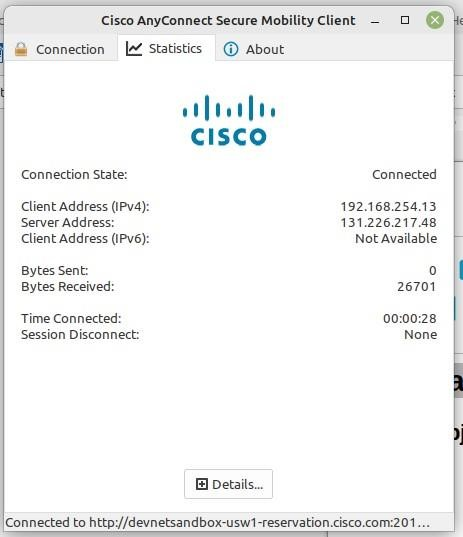 Cisco AnyConnect Secure Mobility Client
Connection Statistics About
CISCO
Connection State: Connected
Client Address (IPv4): 192.168.254.13
Server Address: 131.226.217.48
Client Address (IPv6): Not Available
Bytes Sent: 0
Bytes Received: 26701
Time Connected: 00:00:28
Session Disconnect: None
Details...
Connected to http://devnetsandbox-usw1-reservation.cisco.com:201...